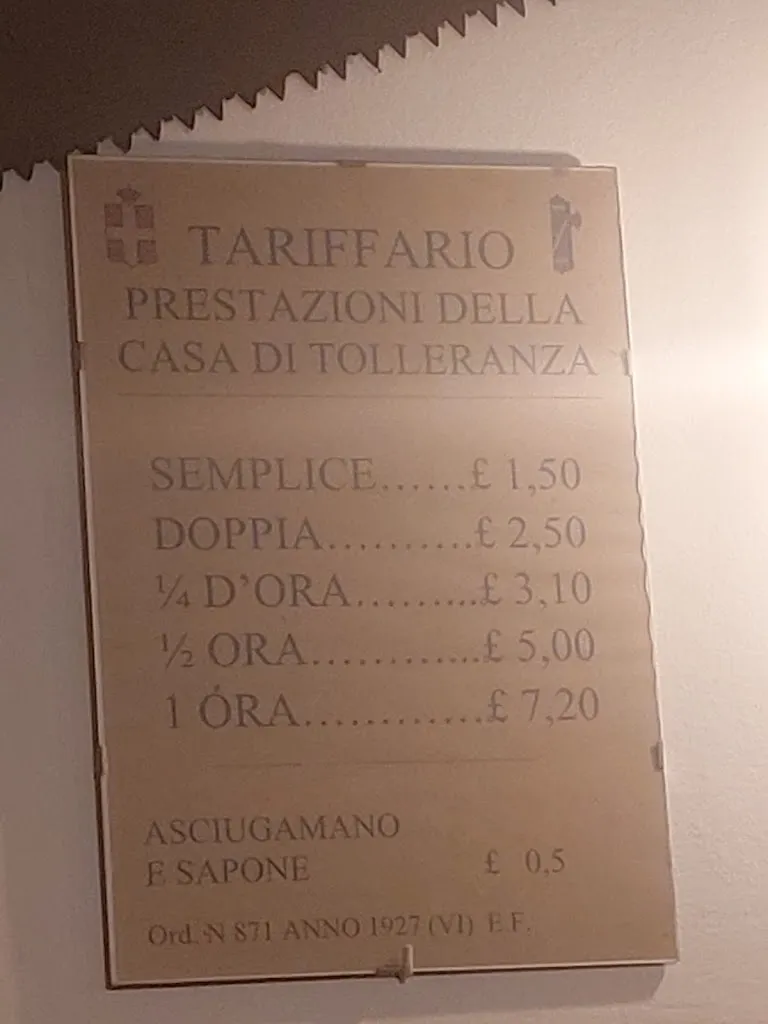 TARIFFARIO
PRESTAZIONI DELLA
CASA DI TOLLERANZA
SEMPLICE......£ 1,50
DOPPIA..........£ 2,50
¼ D'ORA.........£ 3,10
½ ORA............£ 5,00
1 ÓRA.............£ 7,20
ASCIUGAMANO
E SAPONE £ 0,5
Ord. N 871 ANNO 1927 (VI) E.F.